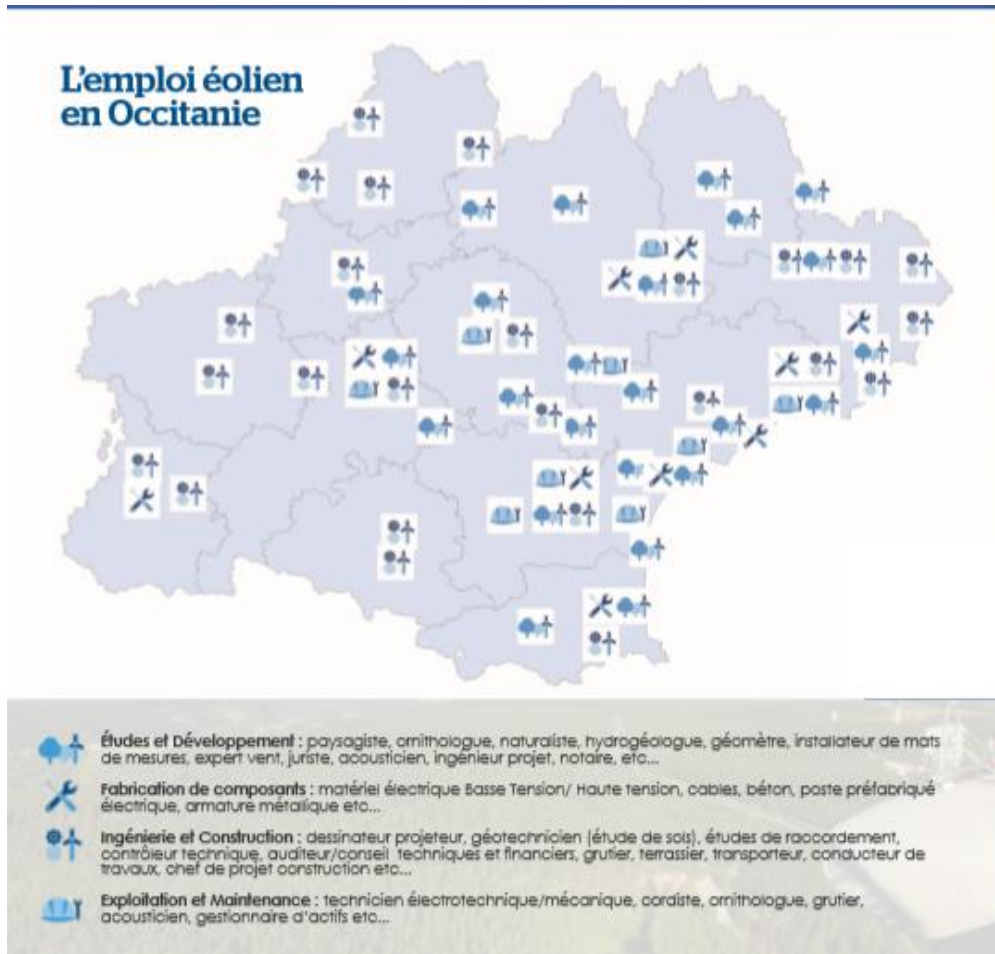 L'emploi éolien
en Occitanie
Études et Développement : paysagiste, ornithologue, naturaliste, hydrogéologue, géomètre, installateur de mats
de mesures, expert vent, juriste, acousticien, ingénieur projet, notaire, etc...
Fabrication de composants : matériel électrique Basse Tension/ Haute tension, cables, béton, poste préfabriqué
électrique, armature métallique etc...
Ingénierie et Construction : dessinateur projeteur, géotechnicien (étude de sols), études de raccordement,
contrôleur technique, auditeur/conseil techniques et financiers, grutier, terrassier, transporteur, conducteur de
travaux, chef de projet construction etc...
Exploitation et Maintenance : technicien électrotechnique/mécanique, cordiste, ornithologue, grutier,
acousticien, gestionnaire d'actifs etc...